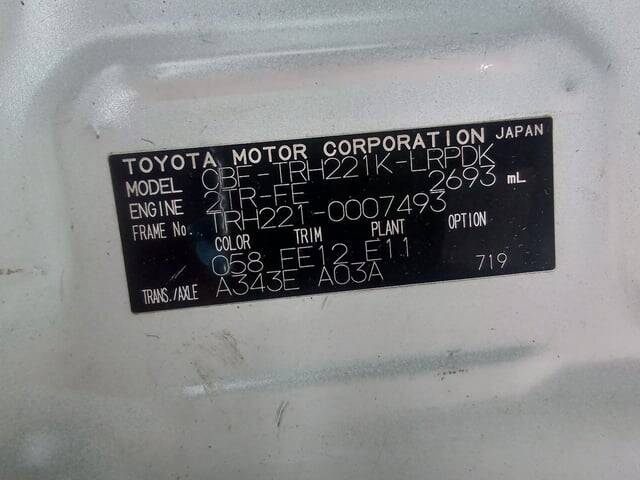 TOYOTA MOTOR CORPORATION JAPAN
MODEL CBF-TRH221K-LRPDK
ENGINE 2TR-FE 2693 mL
FRAME No. TRH221-0007493
COLOR TRIM PLANT OPTION
058 FE12 E11
TRANS./AXLE A343E A03A 719